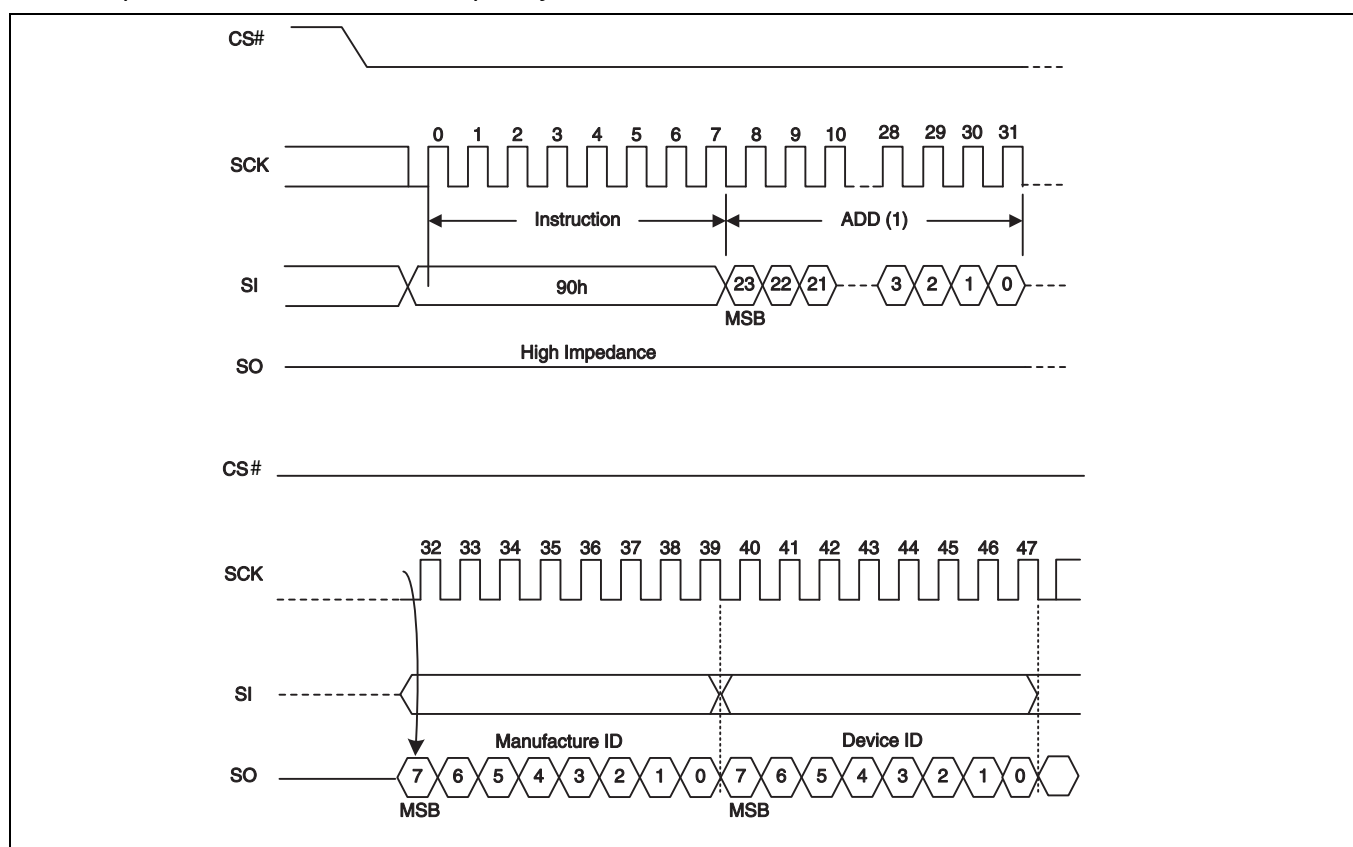 CS#
0 1 2 3 4 5 6 7 8 9 10 28 29 30 31
SCK
Instruction ADD (1)
SI 90h 23 22 21 3 2 1 0
MSB
High Impedance
SO
CS#
32 33 34 35 36 37 38 39 40 41 42 43 44 45 46 47
SCK
SI
Manufacture ID Device ID
SO 7 6 5 4 3 2 1 0 7 6 5 4 3 2 1 0
MSB MSB